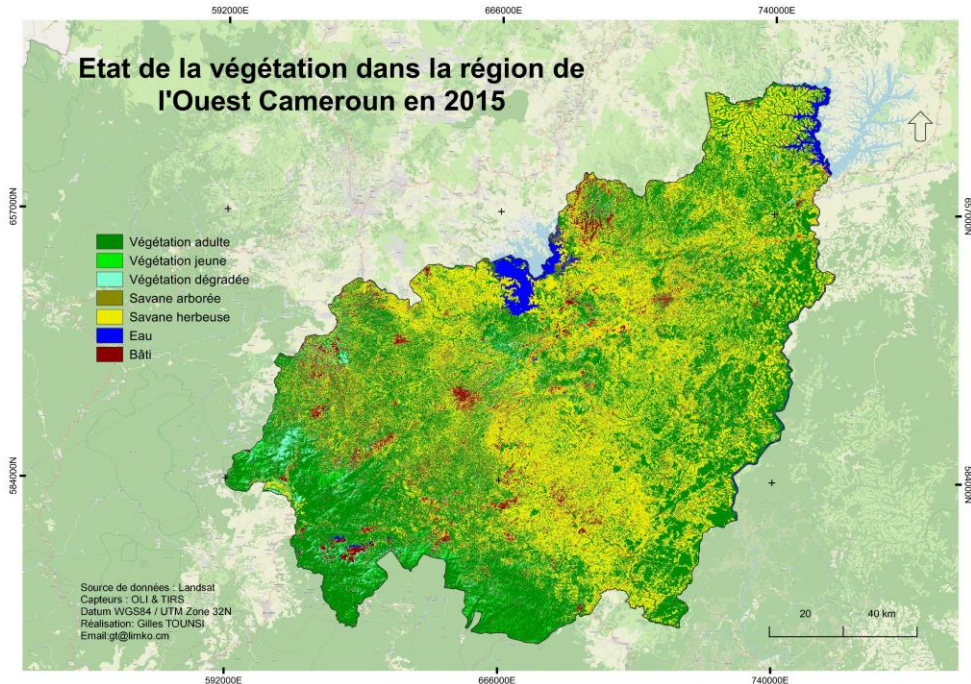 592000E
666000E
740000E
Etat de la végétation dans la région de
l'Ouest Cameroun en 2015
657000N
657000N
Végétation adulte
Végétation jeune
Végétation dégradée
Savane arborée
Savane herbeuse
Eau
Bâti
584000N
584000N
Source de données : Landsat
Capteurs : OLI & TIRS
Datum WGS84 / UTM Zone 32N
Réalisation: Gilles TOUNSI
Email:gt@limko.cm
20
40 km
592000E
666000E
740000E